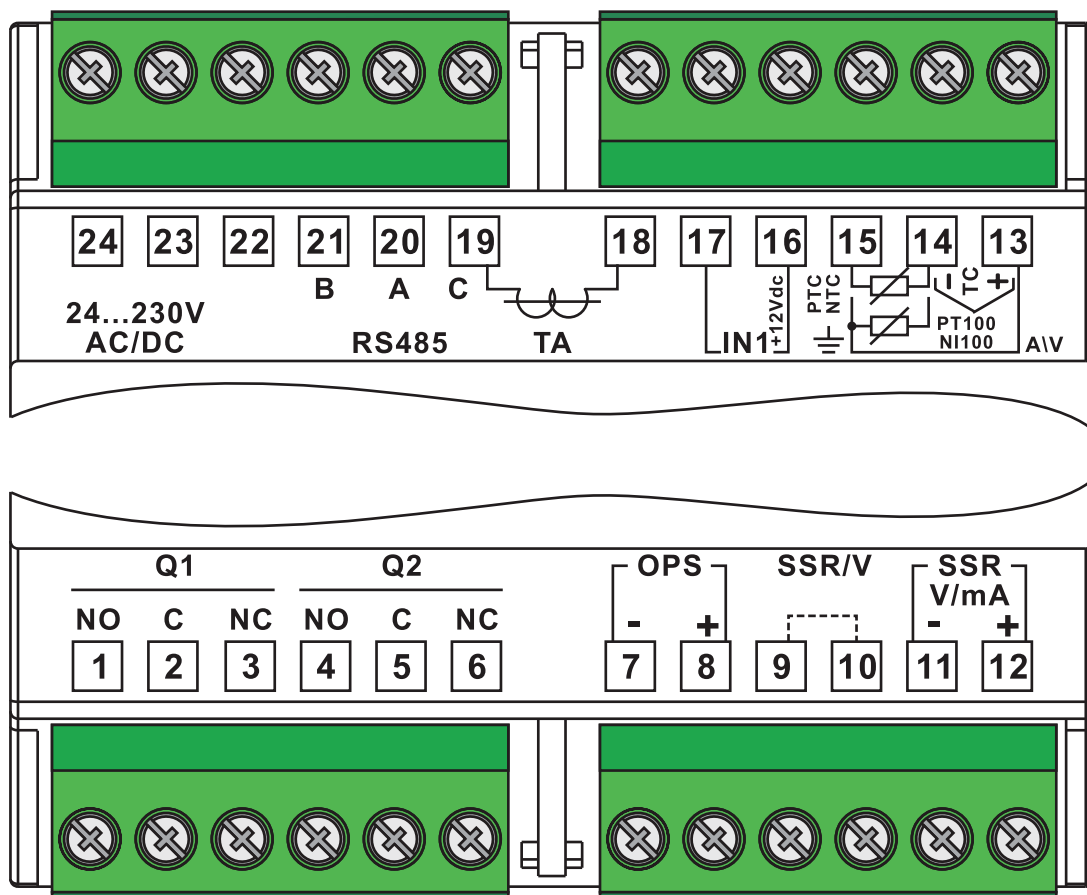 24 23 22 21 20 19 18 17 16 15 14 13
B A C
24...230V
AC/DC
RS485
TA
IN1
+12Vdc
PTC
NTC
- TC +
PT100
NI100
A\V
Q1 Q2 OPS SSR/V SSR
V/mA
NO C NC NO C NC - + - +
1 2 3 4 5 6 7 8 9 10 11 12